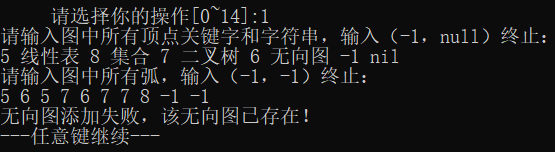 请选择你的操作[0~14]:1
请输入图中所有顶点关键字和字符串，输入（-1，null）终止：
5 线性表 8 集合 7 二叉树 6 无向图 -1 nil
请输入图中所有弧，输入（-1，-1）终止：
5 6 5 7 6 7 7 8 -1 -1
无向图添加失败，该无向图已存在！
---任意键继续---